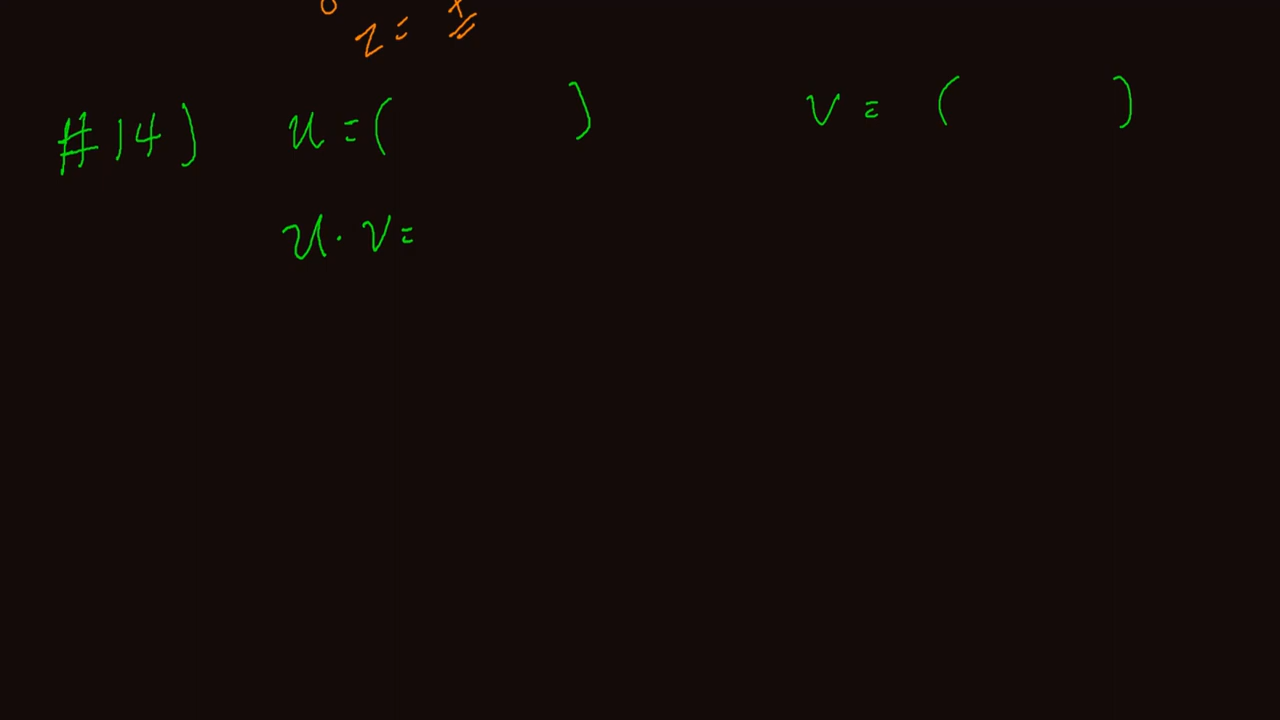 z =
#14) u = (      )      v = (      )
u · v =